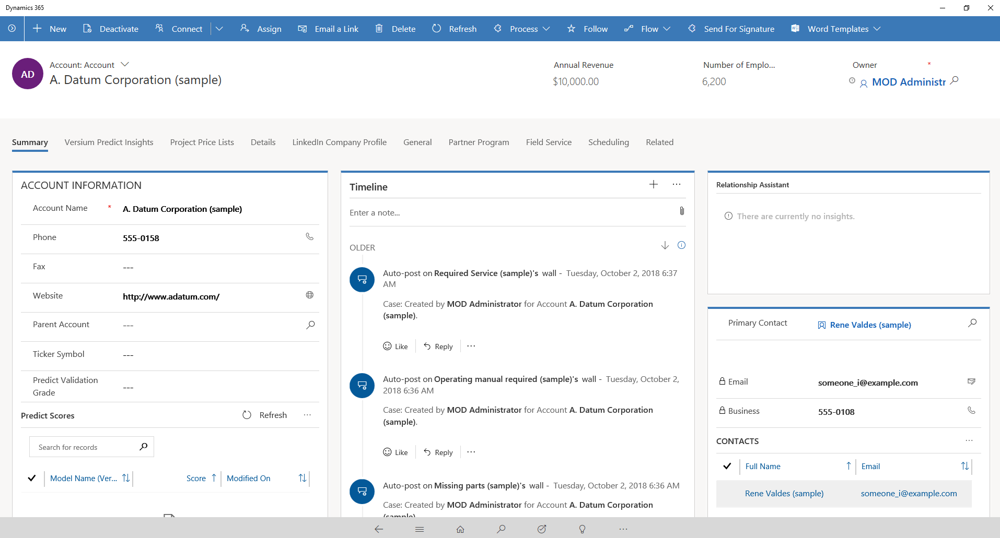 Dynamics 365
New
Deactivate
Connect
Assign
Email a Link
Delete
Refresh
Process
Follow
Flow
Send For Signature
Word Templates
AD
Account: Account
A. Datum Corporation (sample)
Annual Revenue
$10,000.00
Number of Emplo...
6,200
Owner *
MOD Administr
Summary
Versium Predict Insights
Project Price Lists
Details
LinkedIn Company Profile
General
Partner Program
Field Service
Scheduling
Related
ACCOUNT INFORMATION
Account Name * A. Datum Corporation (sample)
Phone 555-0158
Fax ---
Website http://www.adatum.com/
Parent Account ---
Ticker Symbol ---
Predict Validation
Grade ---
Predict Scores
Refresh ...
Search for records
Model Name (Ver...
Score
Modified On
Timeline
...
Enter a note...
OLDER
Auto-post on Required Service (sample)'s wall - Tuesday, October 2, 2018 6:37
AM
Case: Created by MOD Administrator for Account A. Datum Corporation
(sample).
Like
Reply
...
Auto-post on Operating manual required (sample)'s wall - Tuesday, October 2,
2018 6:36 AM
Case: Created by MOD Administrator for Account A. Datum Corporation
(sample).
Like
Reply
...
Auto-post on Missing parts (sample)'s wall - Tuesday, October 2, 2018 6:36 AM
Case: Created by MOD Administrator for Account A. Datum Corporation
(sample)
Relationship Assistant
There are currently no insights.
Primary Contact Rene Valdes (sample)
Email someone_i@example.com
Business 555-0108
CONTACTS ...
Full Name
Email
Rene Valdes (sample) someone_i@example.com
...